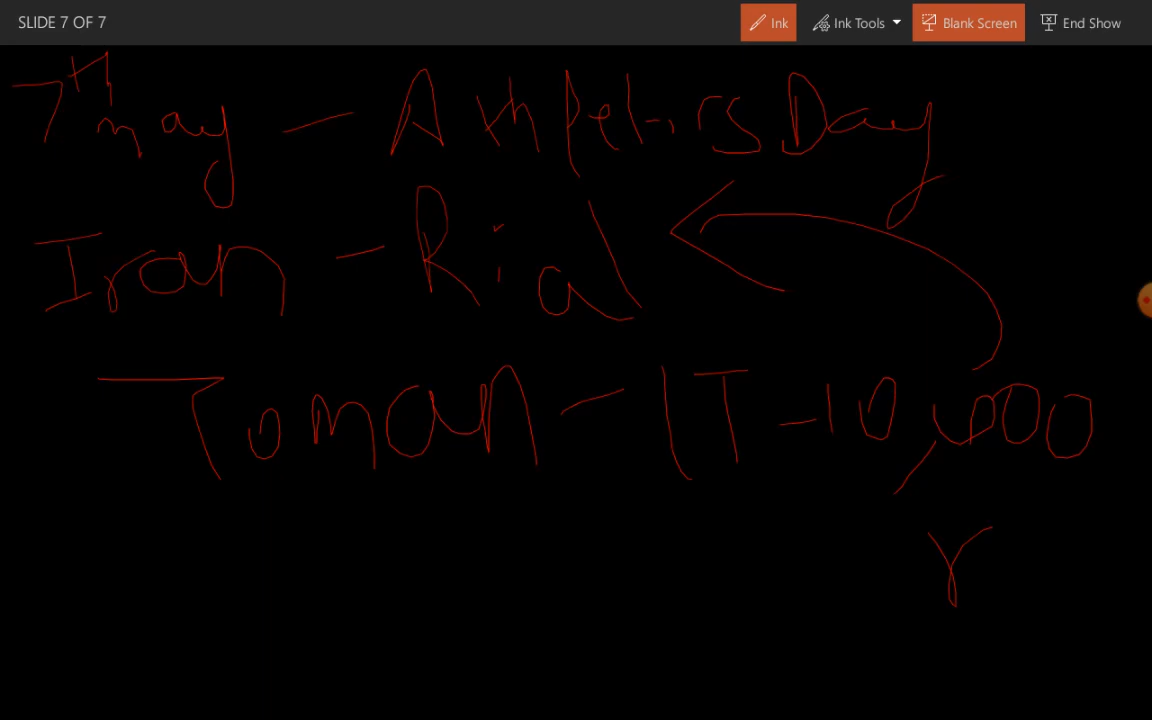 SLIDE 7 OF 7 Ink Ink Tools Blank Screen End Show
7th may - Athletics Day
Iran - Rial
Toman - 1T - 10,000
r